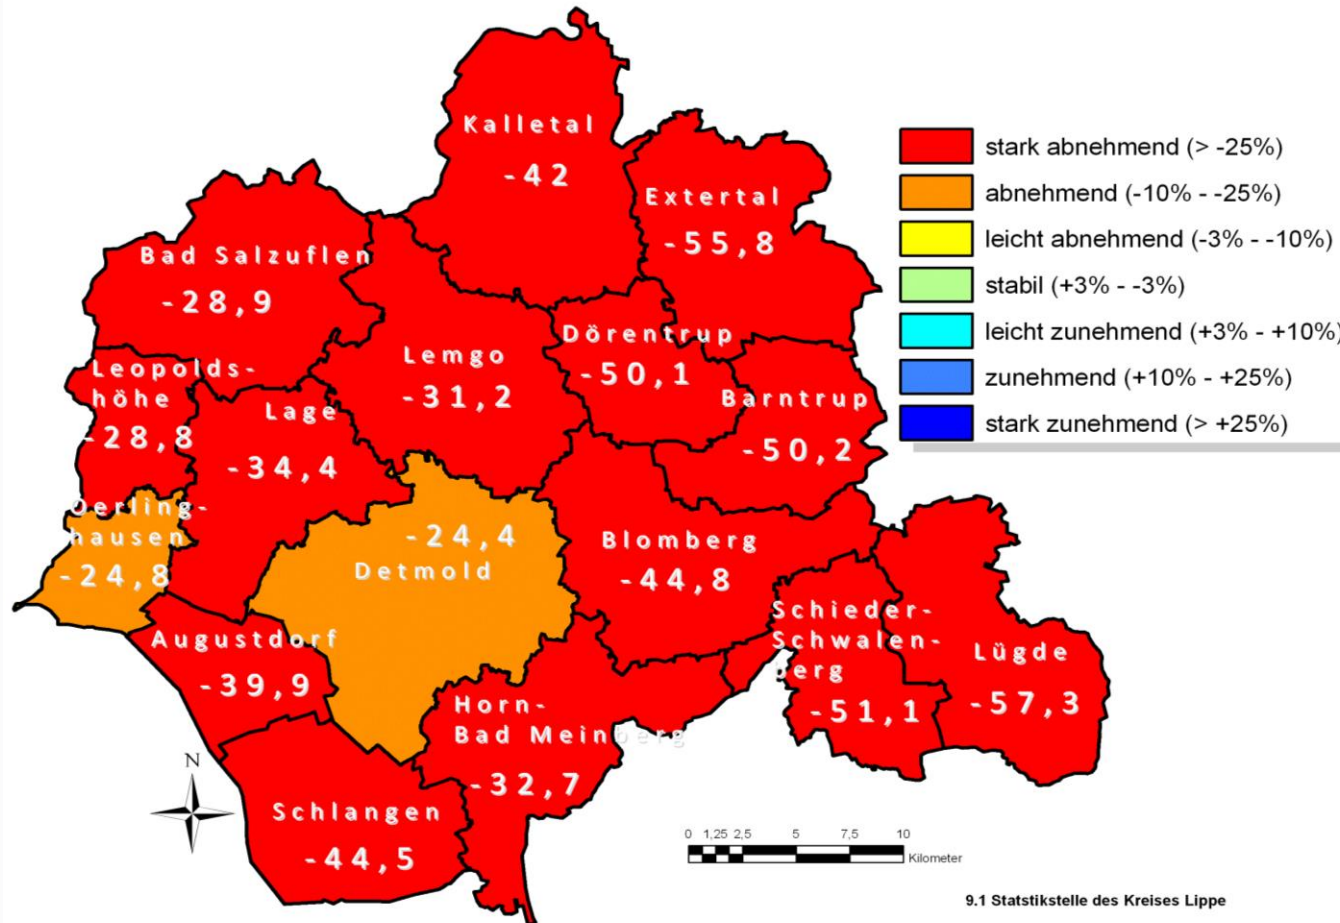 Kalletal
-42
Extertal
-55,8
Bad Salzuflen
-28,9
Dörentrup
-50,1
Lemgo
-31,2
Leopolds-
höhe
-28,8
Lage
-34,4
Barntrup
-50,2
Oerling-
hausen
-24,8
-24,4
Detmold
Blomberg
-44,8
Schieder-
Schwalen-
berg
-51,1
Lügde
-57,3
Augustdorf
-39,9
Horn-
Bad Meinberg
-32,7
Schlangen
-44,5
stark abnehmend (> -25%)
abnehmend (-10% - -25%)
leicht abnehmend (-3% - -10%)
stabil (+3% - -3%)
leicht zunehmend (+3% - +10%)
zunehmend (+10% - +25%)
stark zunehmend (> +25%)
N
0 1,25 2,5 5 7,5 10
Kilometer
9.1 Statstikstelle des Kreises Lippe